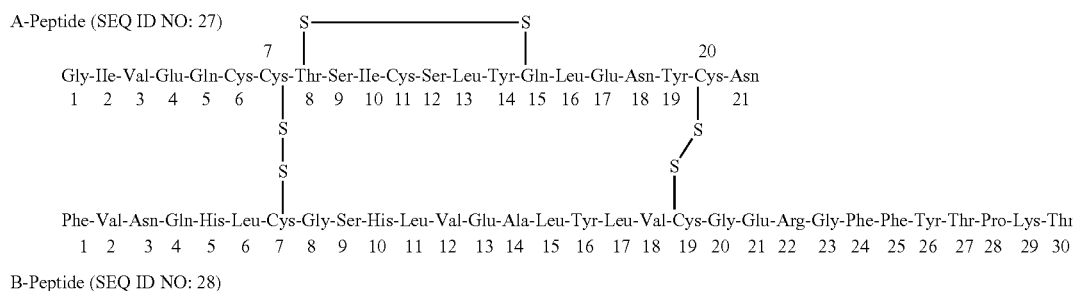 A-Peptide (SEQ ID NO: 27)
S S
7 20
Gly-IIe-Val-Glu-Gln-Cys-Cys-Thr-Ser-IIe-Cys-Ser-Leu-Tyr-Gln-Leu-Glu-Asn-Tyr-Cys-Asn
1 2 3 4 5 6 8 9 10 11 12 13 14 15 16 17 18 19 21
S S
S S
Phe-Val-Asn-Gln-His-Leu-Cys-Gly-Ser-His-Leu-Val-Glu-Ala-Leu-Tyr-Leu-Val-Cys-Gly-Glu-Arg-Gly-Phe-Phe-Tyr-Thr-Pro-Lys-Thr
1 2 3 4 5 6 7 8 9 10 11 12 13 14 15 16 17 18 19 20 21 22 23 24 25 26 27 28 29 30
B-Peptide (SEQ ID NO: 28)